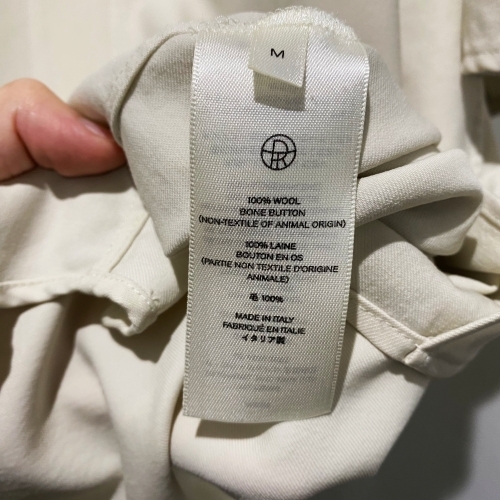 M
100% WOOL
BONE BUTTON
(NON-TEXTILE OF ANIMAL ORIGIN)
100% LAINE
BOUTON EN OS
(PARTIE NON TEXTILE D'ORIGINE
ANIMALE)
毛 100%
MADE IN ITALY
FABRIQUÉ EN ITALIE
イタリア製